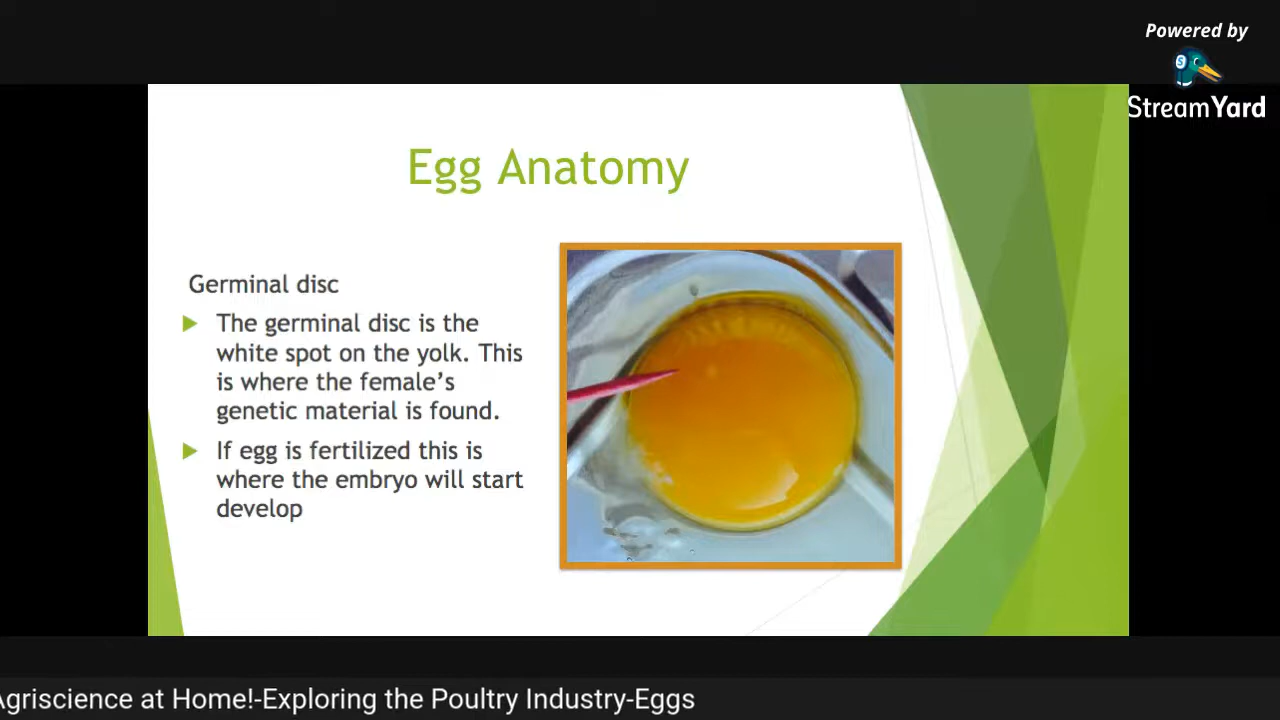 Powered by
StreamYard
Egg Anatomy
Germinal disc
The germinal disc is the
white spot on the yolk. This
is where the female’s
genetic material is found.
If egg is fertilized this is
where the embryo will start
develop
Agriscience at Home!-Exploring the Poultry Industry-Eggs